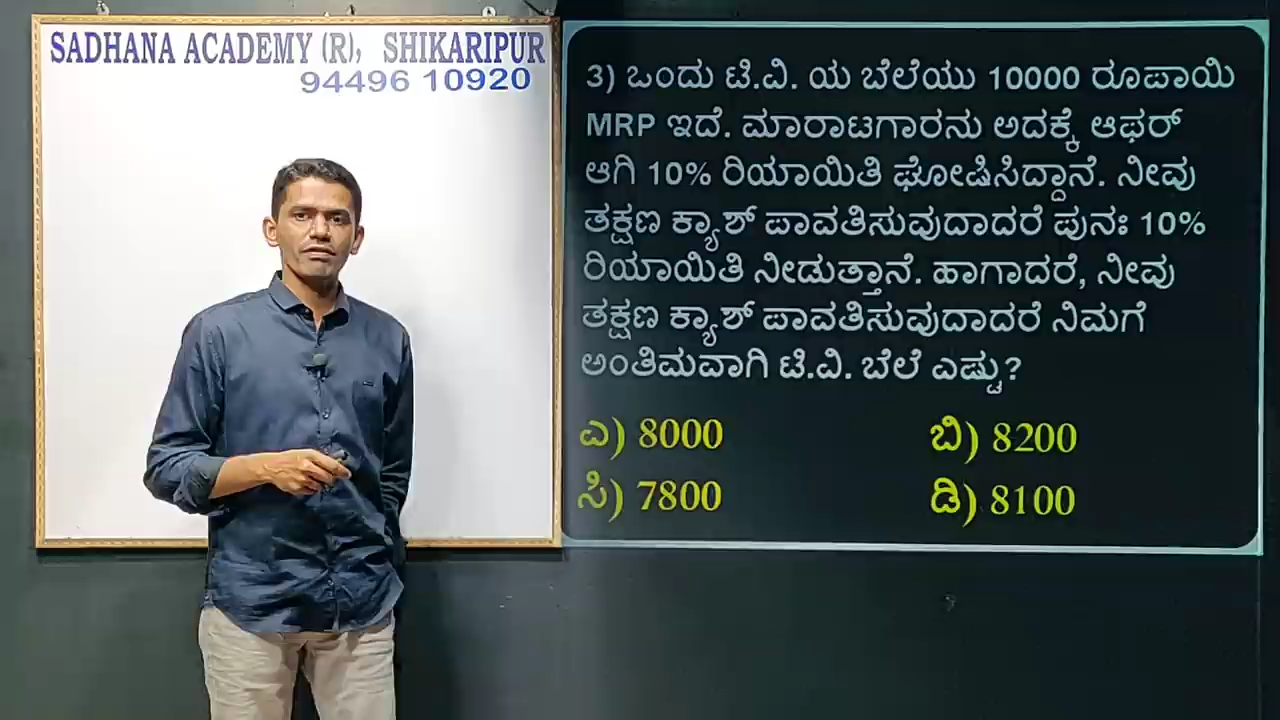 SADHANA ACADEMY (R), SHIKARIPUR
94496 10920
3) ಒಂದು ಟಿ.ವಿ. ಯ ಬೆಲೆಯು 10000 ರೂಪಾಯಿ
MRP ಇದೆ. ಮಾರಾಟಗಾರನು ಅದಕ್ಕೆ ಆಫರ್
ಆಗಿ 10% ರಿಯಾಯಿತಿ ಘೋಷಿಸಿದ್ದಾನೆ. ನೀವು
ತಕ್ಷಣ ಕ್ಯಾಶ್ ಪಾವತಿಸುವುದಾದರೆ ಪುನಃ 10%
ರಿಯಾಯಿತಿ ನೀಡುತ್ತಾನೆ. ಹಾಗಾದರೆ, ನೀವು
ತಕ್ಷಣ ಕ್ಯಾಶ್ ಪಾವತಿಸುವುದಾದರೆ ನಿಮಗೆ
ಅಂತಿಮವಾಗಿ ಟಿ.ವಿ. ಬೆಲೆ ಎಷ್ಟು?
ಎ) 8000 ಬಿ) 8200
ಸಿ) 7800 ಡಿ) 8100